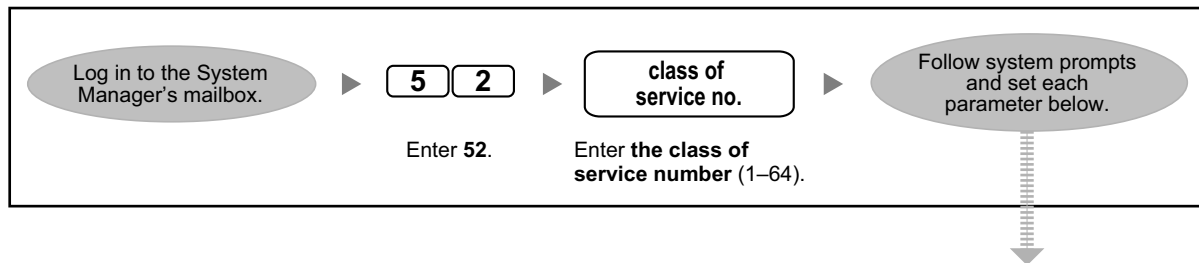 Log in to the System
Manager's mailbox.
5 2
Enter 52.
class of
service no.
Enter the class of
service number (1–64).
Follow system prompts
and set each
parameter below.